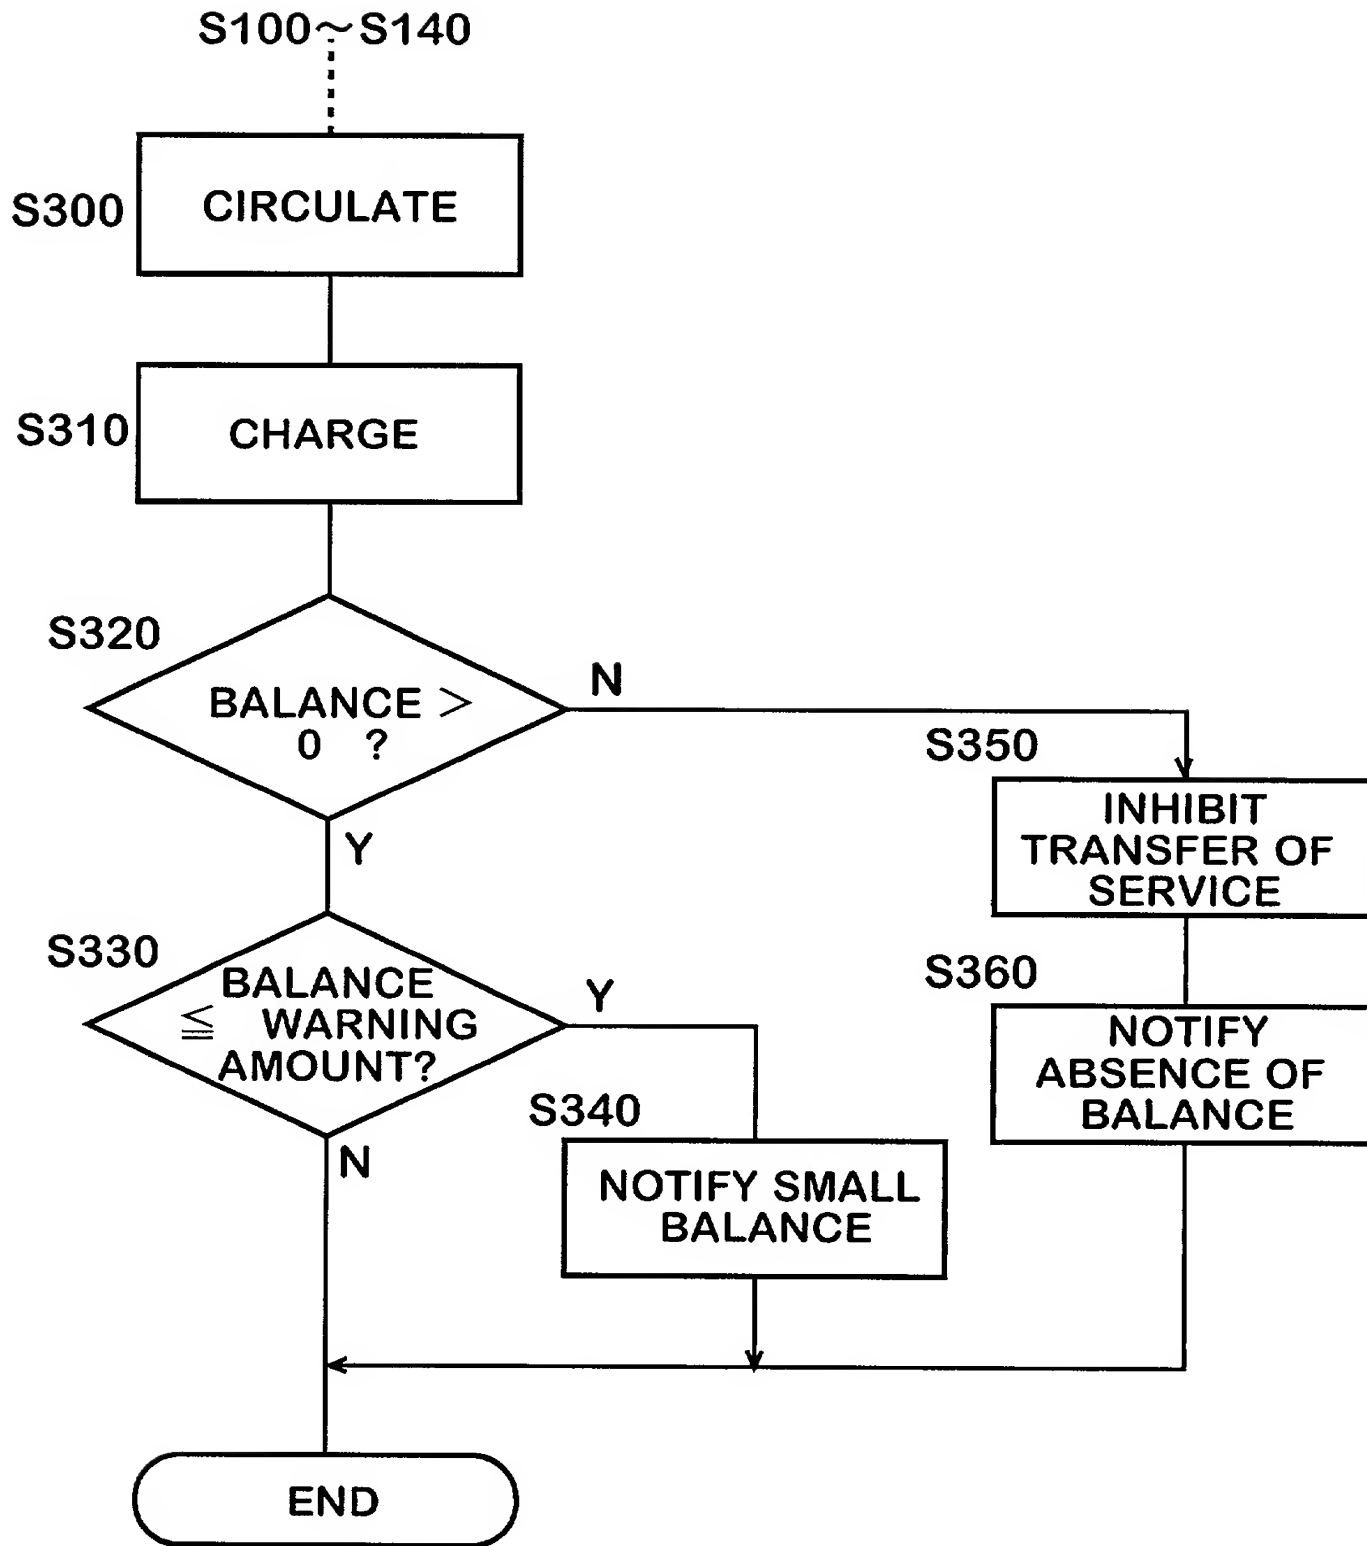 S100～S140
S300
CIRCULATE
S310
CHARGE
S320
BALANCE ＞
0 ?
N
Y
S350
INHIBIT
TRANSFER OF
SERVICE
S330
BALANCE
≦ WARNING
AMOUNT?
Y
N
S360
NOTIFY
ABSENCE OF
BALANCE
S340
NOTIFY SMALL
BALANCE
END